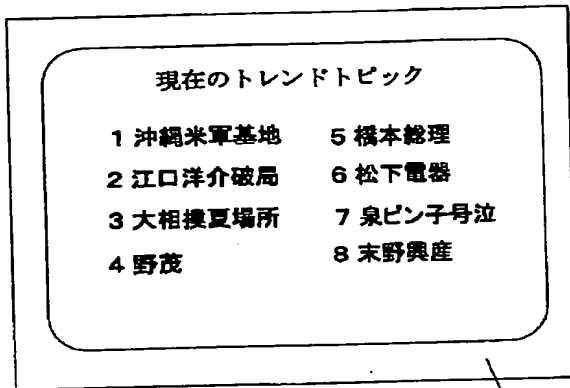 現在のトレンドトピック
1 沖縄米軍基地
2 江口洋介破局
3 大相撲夏場所
4 野茂
5 橋本総理
6 松下電器
7 泉ピン子号泣
8 末野興産